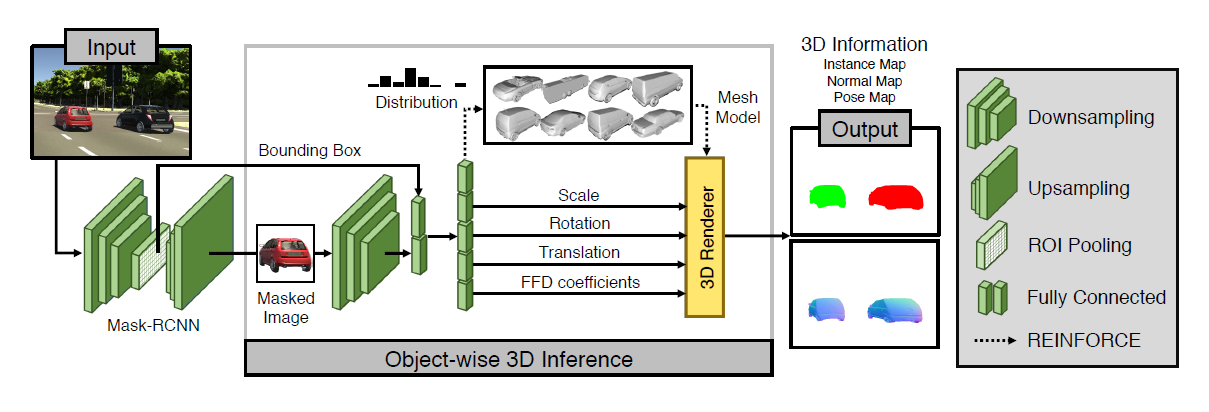 Input
Distribution
Mesh
Model
3D Information
Instance Map
Normal Map
Pose Map
Output
Bounding Box
Scale
Rotation
Translation
FFD coefficients
3D Renderer
Masked
Image
Mask-RCNN
Object-wise 3D Inference
Downsampling
Upsampling
ROI Pooling
Fully Connected
REINFORCE